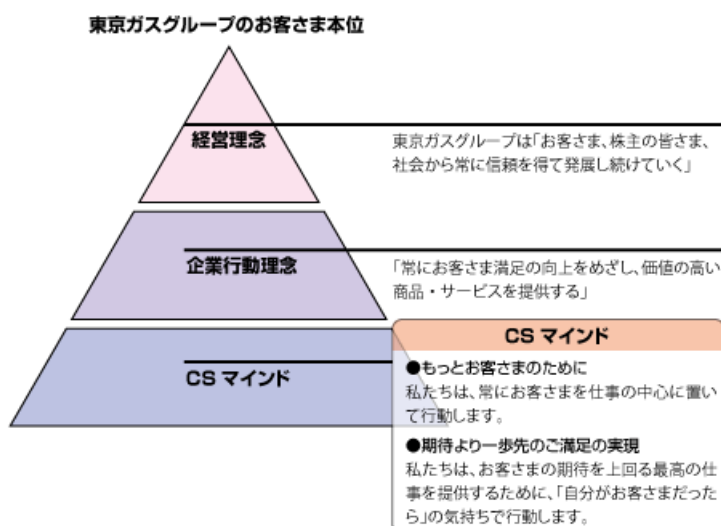 東京ガスグループのお客さま本位
経営理念
東京ガスグループは「お客さま、株主の皆さま、
社会から常に信頼を得て発展し続けていく」
企業行動理念
「常にお客さま満足の向上をめざし、価値の高い
商品・サービスを提供する」
CS マインド
CS マインド
●もっとお客さまのために
私たちは、常にお客さまを仕事の中心に置い
て行動します。
●期待より一歩先のご満足の実現
私たちは、お客さまの期待を上回る最高の仕
事を提供するために、「自分がお客さまだった
ら」の気持ちで行動します。